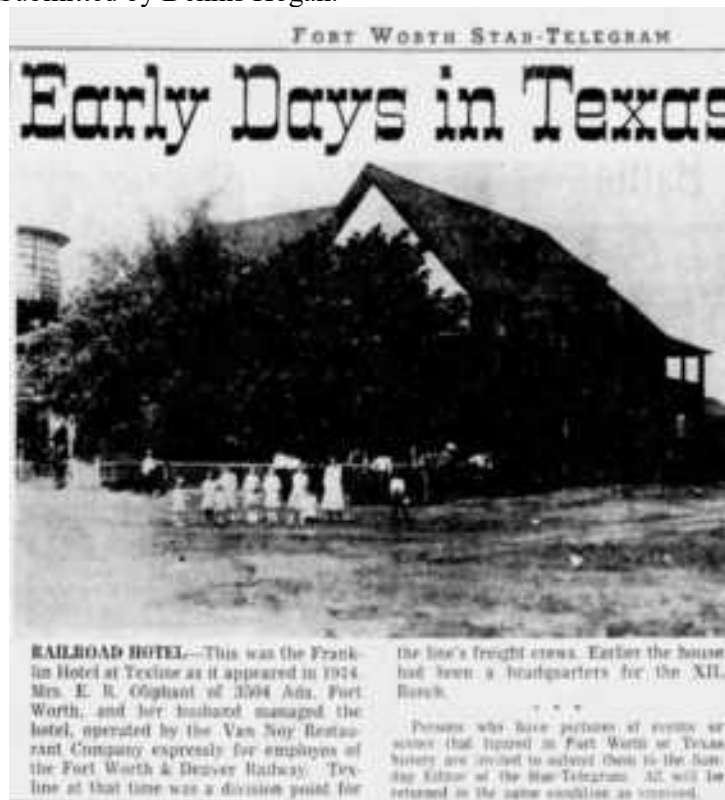 Submitted by Dennis Hogan.
FORT WORTH STAR-TELEGRAM
Early Days in Texas
RAILROAD HOTEL—This was the Frank-
lin Hotel at Texline as it appeared in 1914.
Mrs. E. R. Oliphant of 3504 Ada, Fort
Worth, and her husband managed the
hotel, operated by the Van Noy Restau-
rant Company expressly for employes of
the Fort Worth & Denver Railway. Tex-
line at that time was a division point for
the line's freight crews. Earlier the house
had been a headquarters for the XIL
Ranch.
* * *
Persons who have pictures of events or
scenes that figured in Fort Worth or Texas
history are invited to submit them to the Sun-
day Editor of the Star-Telegram. All will be
returned in the same condition as received.